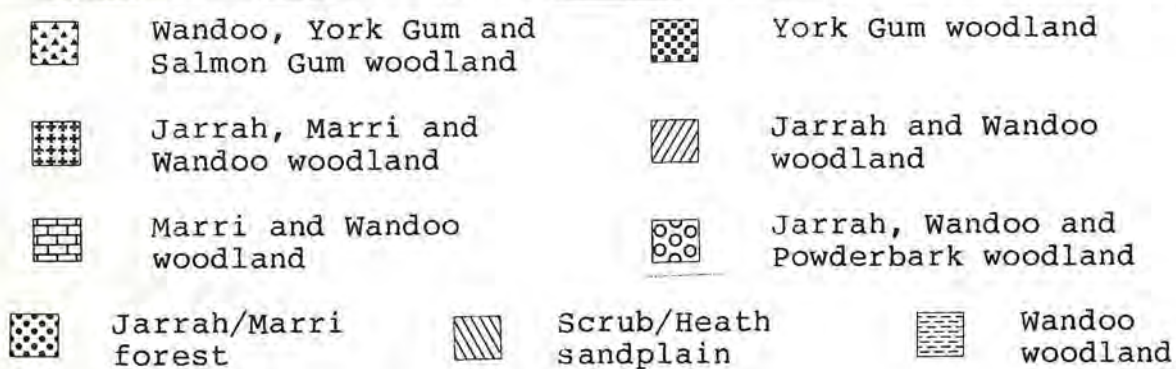 Wandoo, York Gum and
Salmon Gum woodland
York Gum woodland
Jarrah, Marri and
Wandoo woodland
Jarrah and Wandoo
woodland
Marri and Wandoo
woodland
Jarrah, Wandoo and
Powderbark woodland
Jarrah/Marri
forest
Scrub/Heath
sandplain
Wandoo
woodland